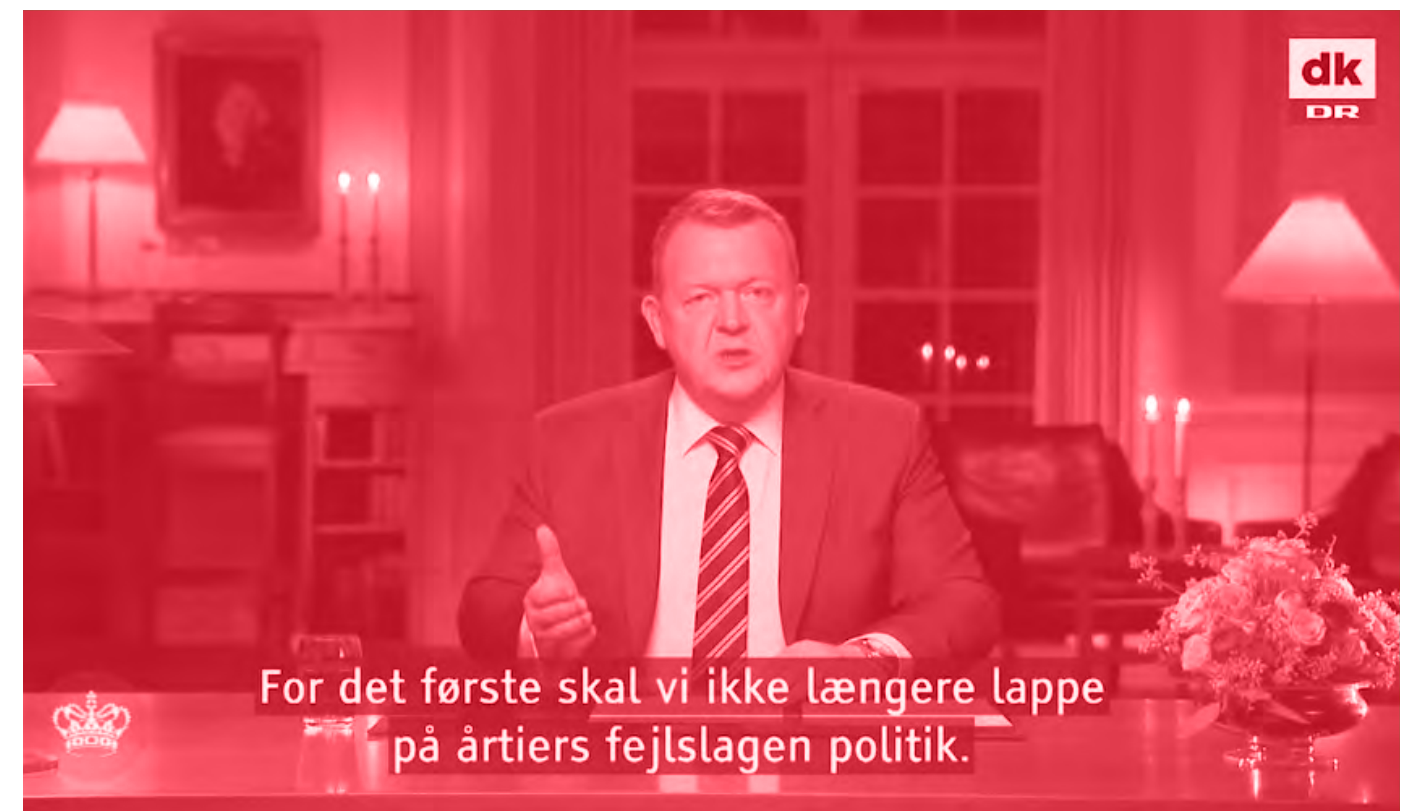 dk
DR
For det første skal vi ikke længere lappe
på årtiers fejlslagen politik.